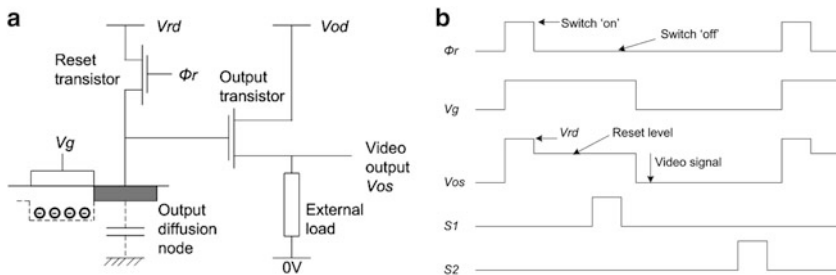 a
Vrd
Vod
Reset
transistor
Φr
Output
transistor
Vg
Video
output
Vos
Output
diffusion
node
External
load
0V
b
Switch 'on'
Switch 'off'
Φr
Vg
Vrd
Reset level
Video signal
Vos
S1
S2